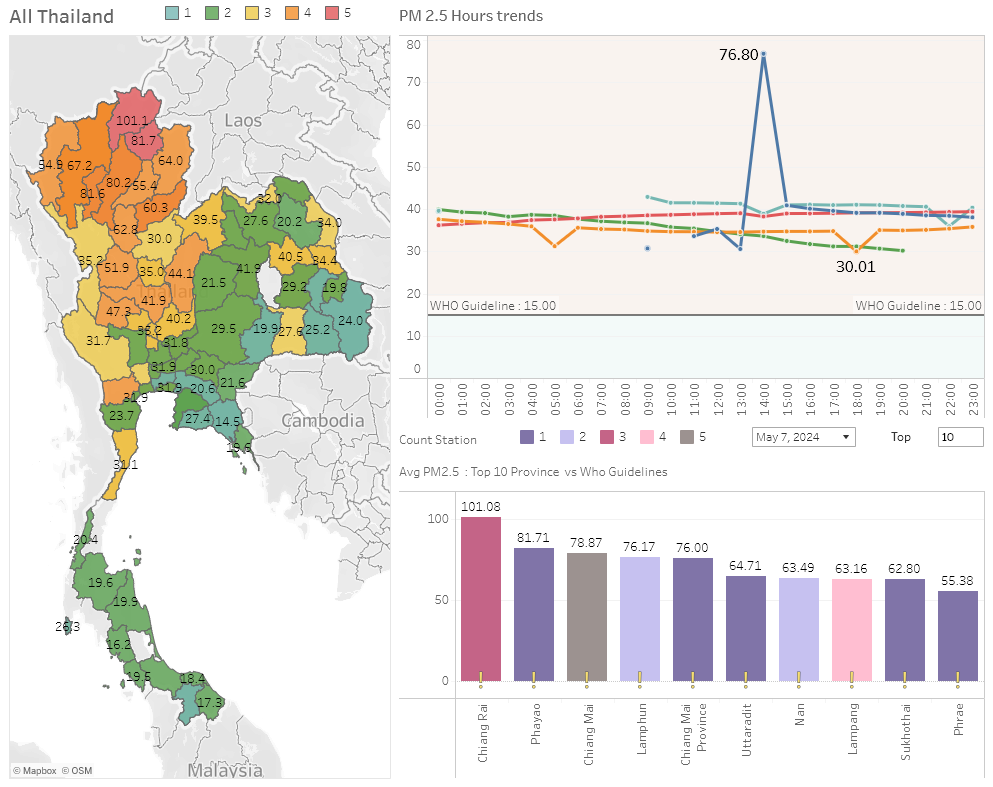 All Thailand
1 2 3 4 5
Laos
101.1
81.7
64.0
54.9
67.2
80.2
55.4
81.6
60.3
62.8
39.5
32.0
27.6
20.2
34.0
30.0
35.2
51.9
35.0
44.1
41.9
40.5
34.4
21.5
29.2
19.8
Thailand
41.9
47.3
40.2
24.0
35.2
29.5
19.9
27.6
25.2
31.7
31.8
31.9
30.0
31.9
20.6
21.6
31.9
23.7
27.4
14.5
Cambodia
19.6
31.1
20.4
19.6
19.9
26.3
16.2
19.5
18.4
17.3
Malaysia
© Mapbox © OSM
PM 2.5 Hours trends
80
76.80
70
60
50
40
30
30.01
20
WHO Guideline : 15.00 WHO Guideline : 15.00
10
0
00:00 01:00 02:00 03:00 04:00 05:00 06:00 07:00 08:00 09:00 10:00 11:00 12:00 13:00 14:00 15:00 16:00 17:00 18:00 19:00 20:00 21:00 22:00 23:00
Count Station 1 2 3 4 5 May 7, 2024 Top 10
Avg PM2.5 : Top 10 Province vs Who Guidelines
100
50
0
101.08 81.71 78.87 76.17 76.00 64.71 63.49 63.16 62.80 55.38
! ! ! ! ! ! ! ! ! !
Chiang Rai
Phayao
Chiang Mai
Lamphun
Chiang Mai
Province
Uttaradit
Nan
Lampang
Sukhothai
Phrae